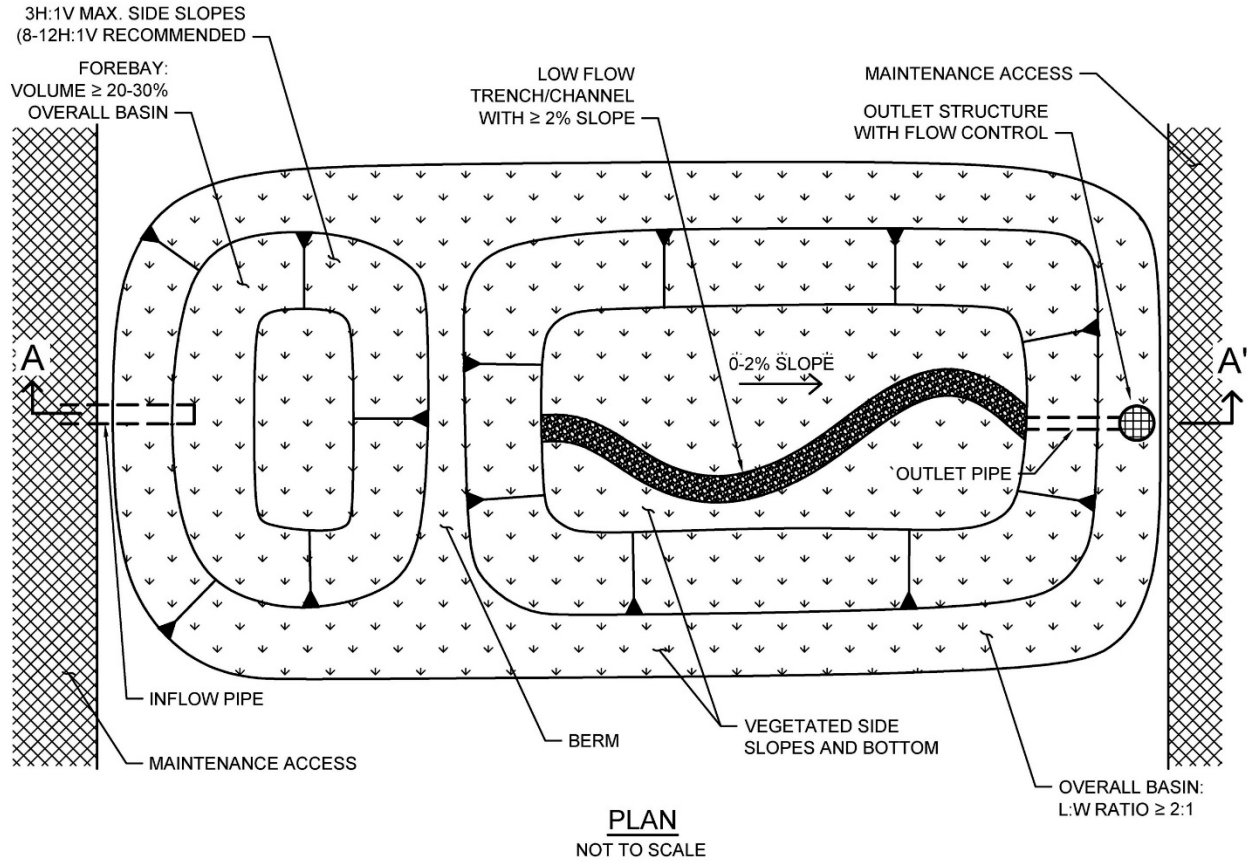 3H:1V MAX. SIDE SLOPES
(8-12H:1V RECOMMENDED
FOREBAY:
VOLUME ≥ 20-30%
OVERALL BASIN
LOW FLOW
TRENCH/CHANNEL
WITH ≥ 2% SLOPE
MAINTENANCE ACCESS
OUTLET STRUCTURE
WITH FLOW CONTROL
A
0-2% SLOPE
A'
`OUTLET PIPE
INFLOW PIPE
MAINTENANCE ACCESS
BERM
VEGETATED SIDE
SLOPES AND BOTTOM
OVERALL BASIN:
L:W RATIO ≥ 2:1
PLAN
NOT TO SCALE